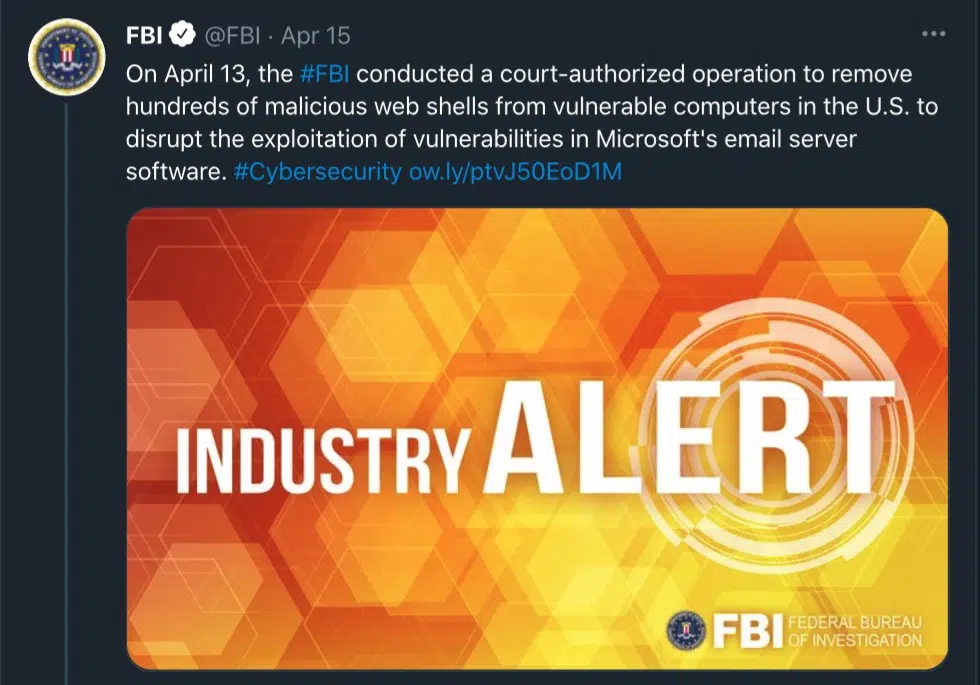 FBI @FBI · Apr 15
On April 13, the #FBI conducted a court-authorized operation to remove
hundreds of malicious web shells from vulnerable computers in the U.S. to
disrupt the exploitation of vulnerabilities in Microsoft's email server
software. #Cybersecurity ow.ly/ptvJ50EoD1M
INDUSTRY ALERT
FBI FEDERAL BUREAU
OF INVESTIGATION